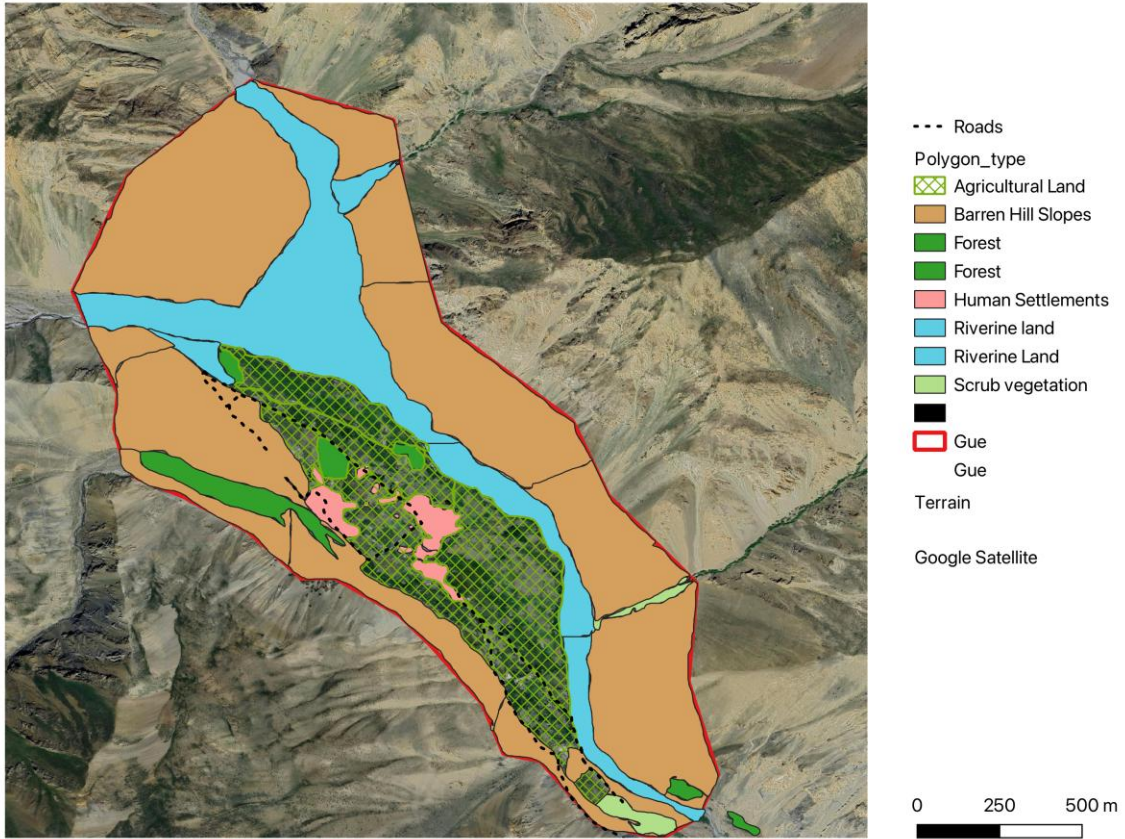 Roads
Polygon_type
Agricultural Land
Barren Hill Slopes
Forest
Forest
Human Settlements
Riverine land
Riverine Land
Scrub vegetation
Gue
Gue
Terrain
Google Satellite
0 250 500 m